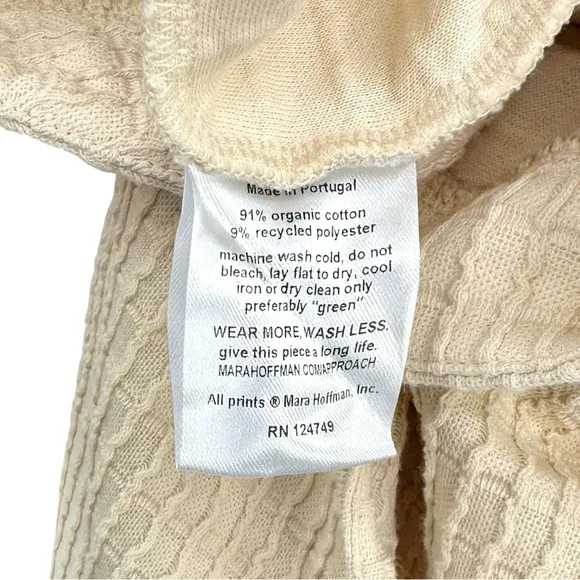 Made in Portugal
91% organic cotton
9% recycled polyester
machine wash cold, do not
bleach, lay flat to dry, cool
iron or dry clean only
preferably "green"
WEAR MORE, WASH LESS.
give this piece a long life.
MARAHOFFMAN.COM/APPROACH
All prints ® Mara Hoffman, Inc.
RN 124749